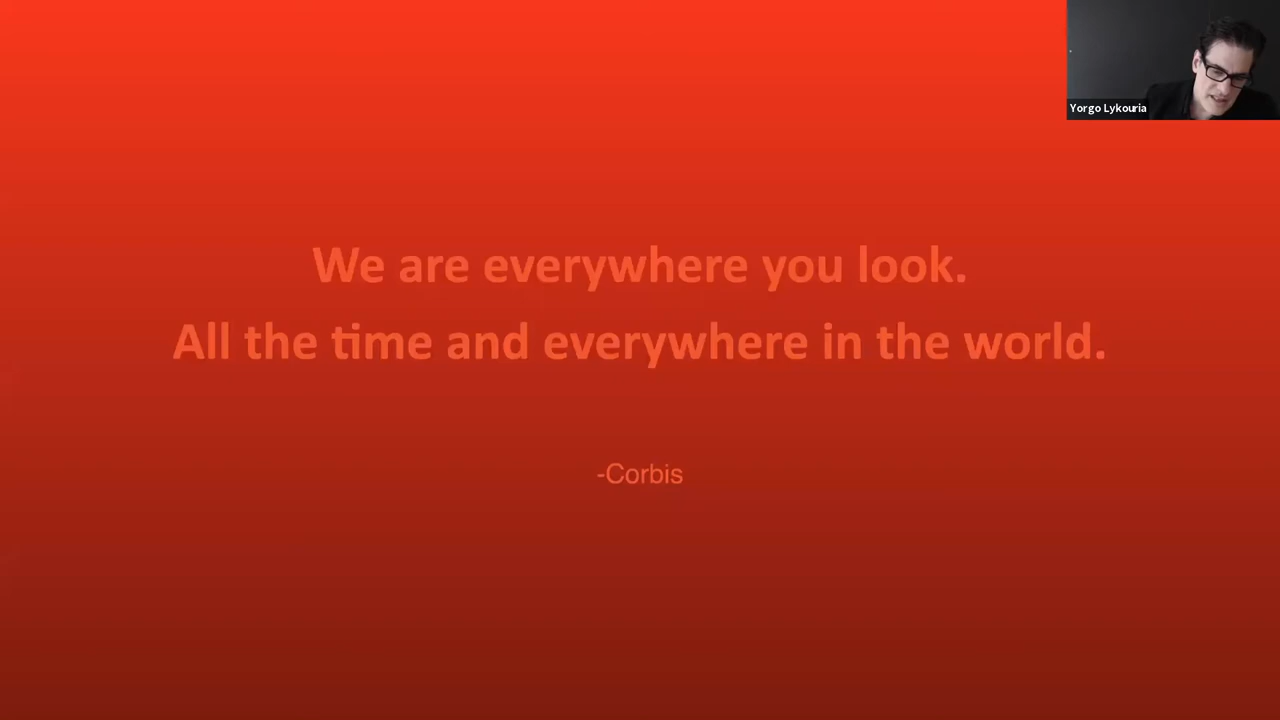 Yorgo Lykouria
We are everywhere you look.
All the time and everywhere in the world.
-Corbis